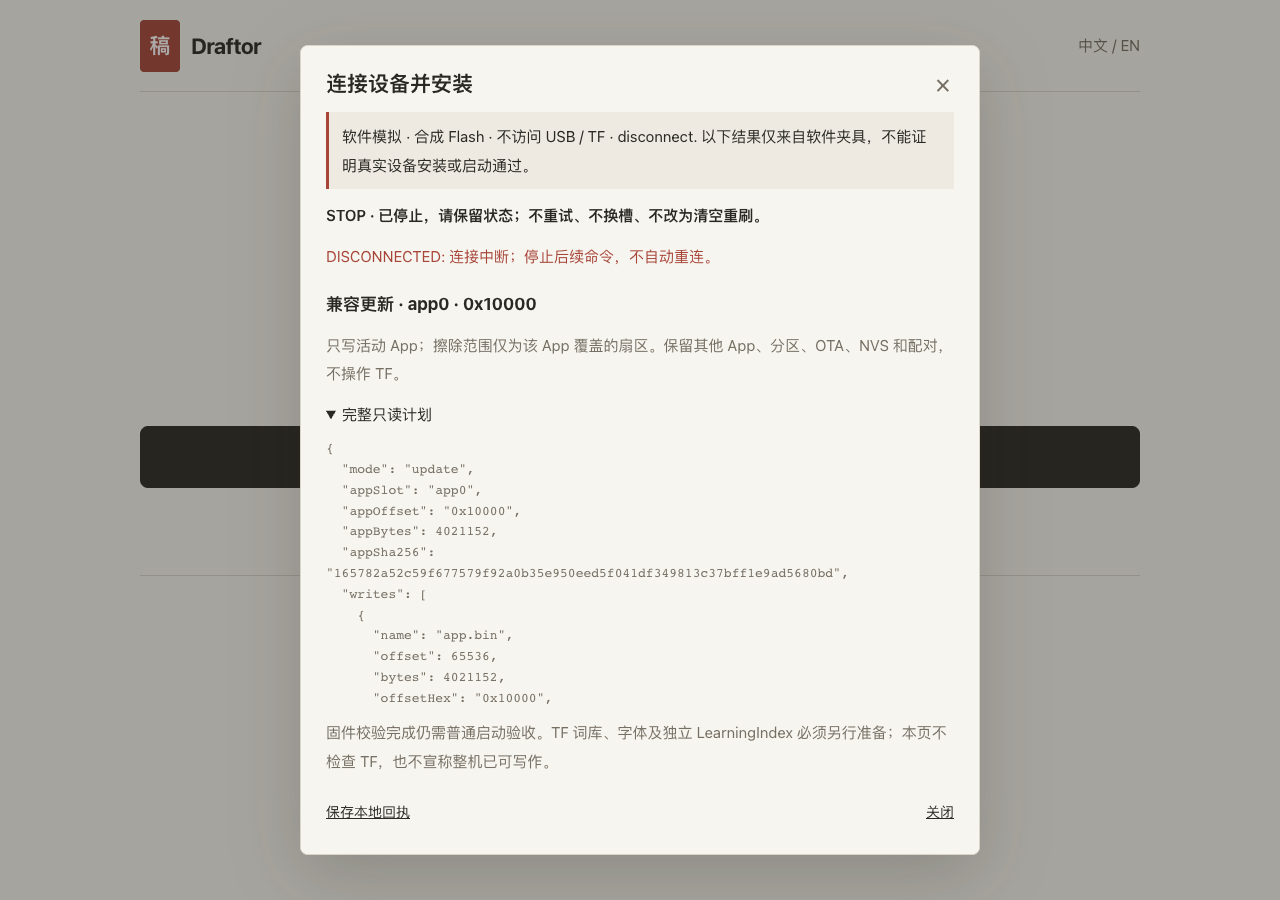 稿 Draftor
中文 / EN
连接设备并安装
×
软件模拟 · 合成 Flash · 不访问 USB / TF · disconnect. 以下结果仅来自软件夹具，不能证
明真实设备安装或启动通过。
STOP · 已停止，请保留状态；不重试、不换槽、不改为清空重刷。
DISCONNECTED: 连接中断；停止后续命令，不自动重连。
兼容更新 · app0 · 0x10000
只写活动 App；擦除范围仅为该 App 覆盖的扇区。保留其他 App、分区、OTA、NVS 和配对，
不操作 TF。
▼ 完整只读计划
{
  "mode": "update",
  "appSlot": "app0",
  "appOffset": "0x10000",
  "appBytes": 4021152,
  "appSha256":
"165782a52c59f677579f92a0b35e950eed5f041df349813c37bff1e9ad5680bd",
  "writes": [
    {
      "name": "app.bin",
      "offset": 65536,
      "bytes": 4021152,
      "offsetHex": "0x10000",
固件校验完成仍需普通启动验收。TF 词库、字体及独立 LearningIndex 必须另行准备；本页不
检查 TF，也不宣称整机已可写作。
保存本地回执
关闭